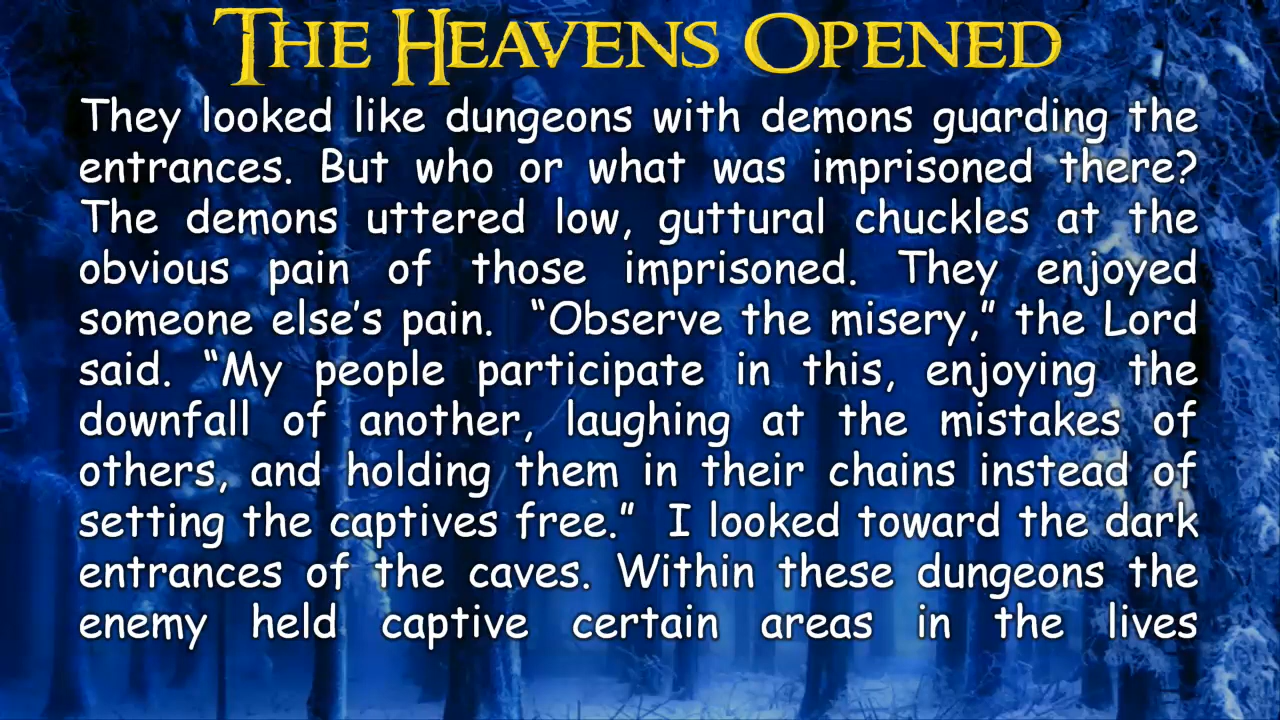 The Heavens Opened
They looked like dungeons with demons guarding the
entrances. But who or what was imprisoned there?
The demons uttered low, guttural chuckles at the
obvious pain of those imprisoned. They enjoyed
someone else’s pain. “Observe the misery,” the Lord
said. “My people participate in this, enjoying the
downfall of another, laughing at the mistakes of
others, and holding them in their chains instead of
setting the captives free.” I looked toward the dark
entrances of the caves. Within these dungeons the
enemy held captive certain areas in the lives